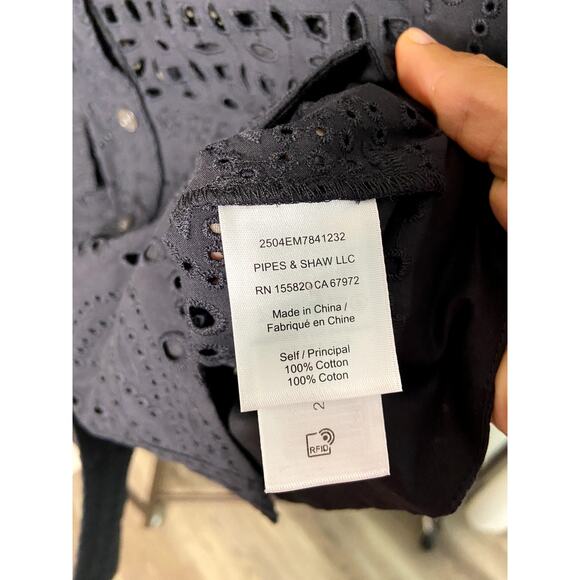 2504EM7841232
PIPES & SHAW LLC
RN 155820 CA 67972
Made in China /
Fabriqué en Chine
Self / Principal
100% Cotton
100% Coton
2
RFID